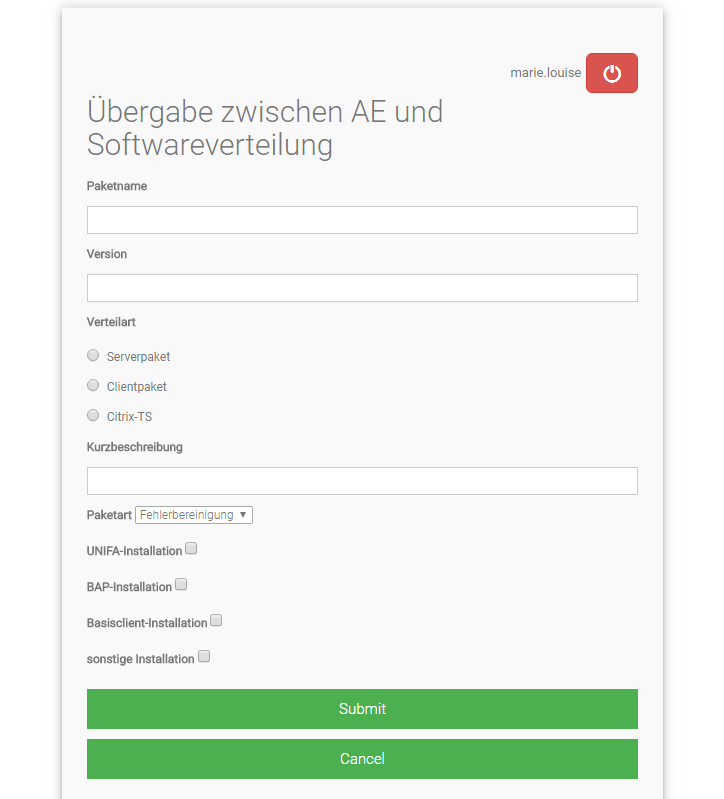 marie.louise
Übergabe zwischen AE und
Softwareverteilung
Paketname
Version
Verteilart
Serverpaket
Clientpaket
Citrix-TS
Kurzbeschreibung
Paketart Fehlerbereinigung
UNIFA-Installation
BAP-Installation
Basisclient-Installation
sonstige Installation
Submit
Cancel